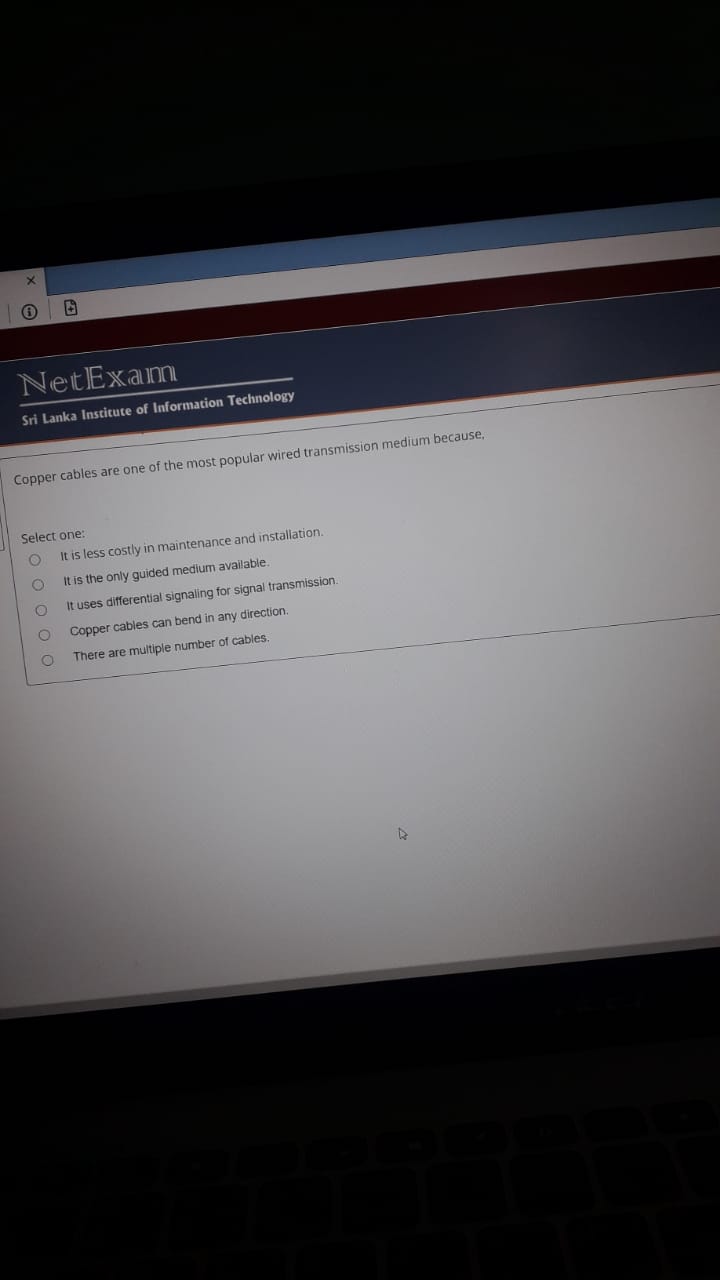 NetExam
Sri Lanka Institute of Information Technology
Copper cables are one of the most popular wired transmission medium because,
Select one:
It is less costly in maintenance and installation.
It is the only guided medium available.
It uses differential signaling for signal transmission.
Copper cables can bend in any direction.
There are multiple number of cables.